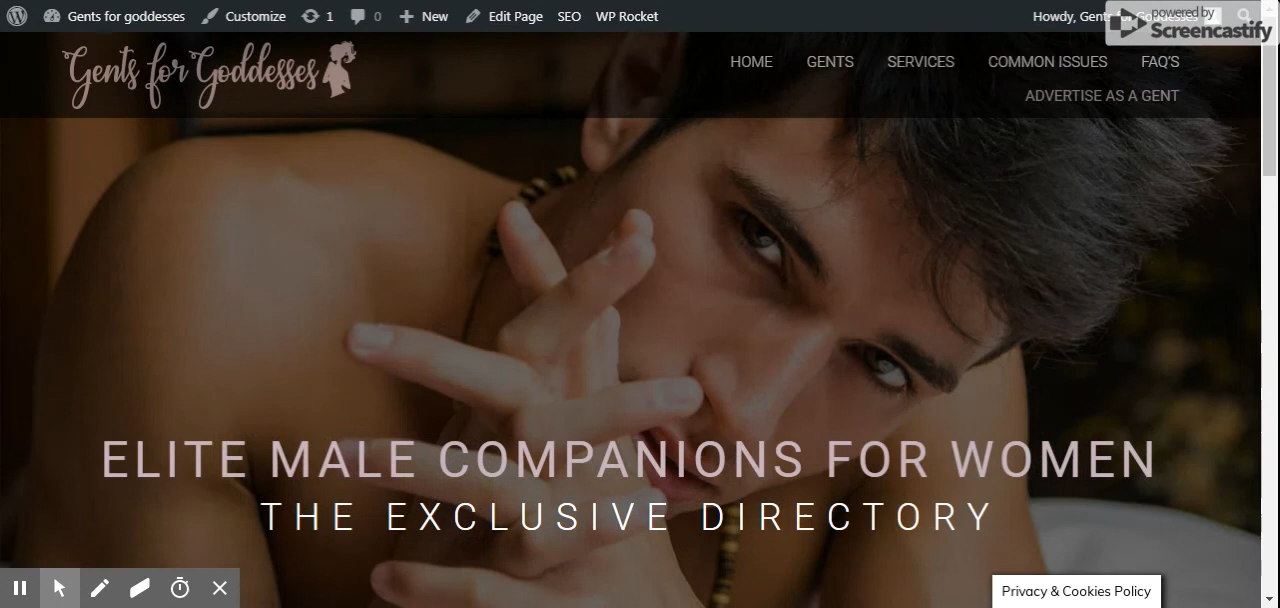 Gents for goddesses Customize 1 0 New Edit Page SEO WP Rocket Howdy, Gents for Goddesses
powered by
Screencastify
Gents for Goddesses
HOME GENTS SERVICES COMMON ISSUES FAQ'S
ADVERTISE AS A GENT
ELITE MALE COMPANIONS FOR WOMEN
THE EXCLUSIVE DIRECTORY
Privacy & Cookies Policy